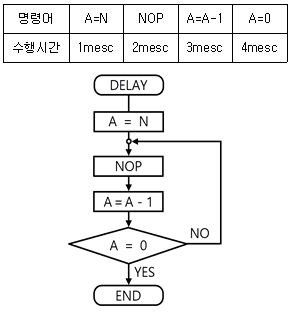 명령어 A=N NOP A=A-1 A=0
수행시간 1mesc 2mesc 3mesc 4mesc
DELAY
A = N
NOP
A=A-1
A = 0
NO
YES
END